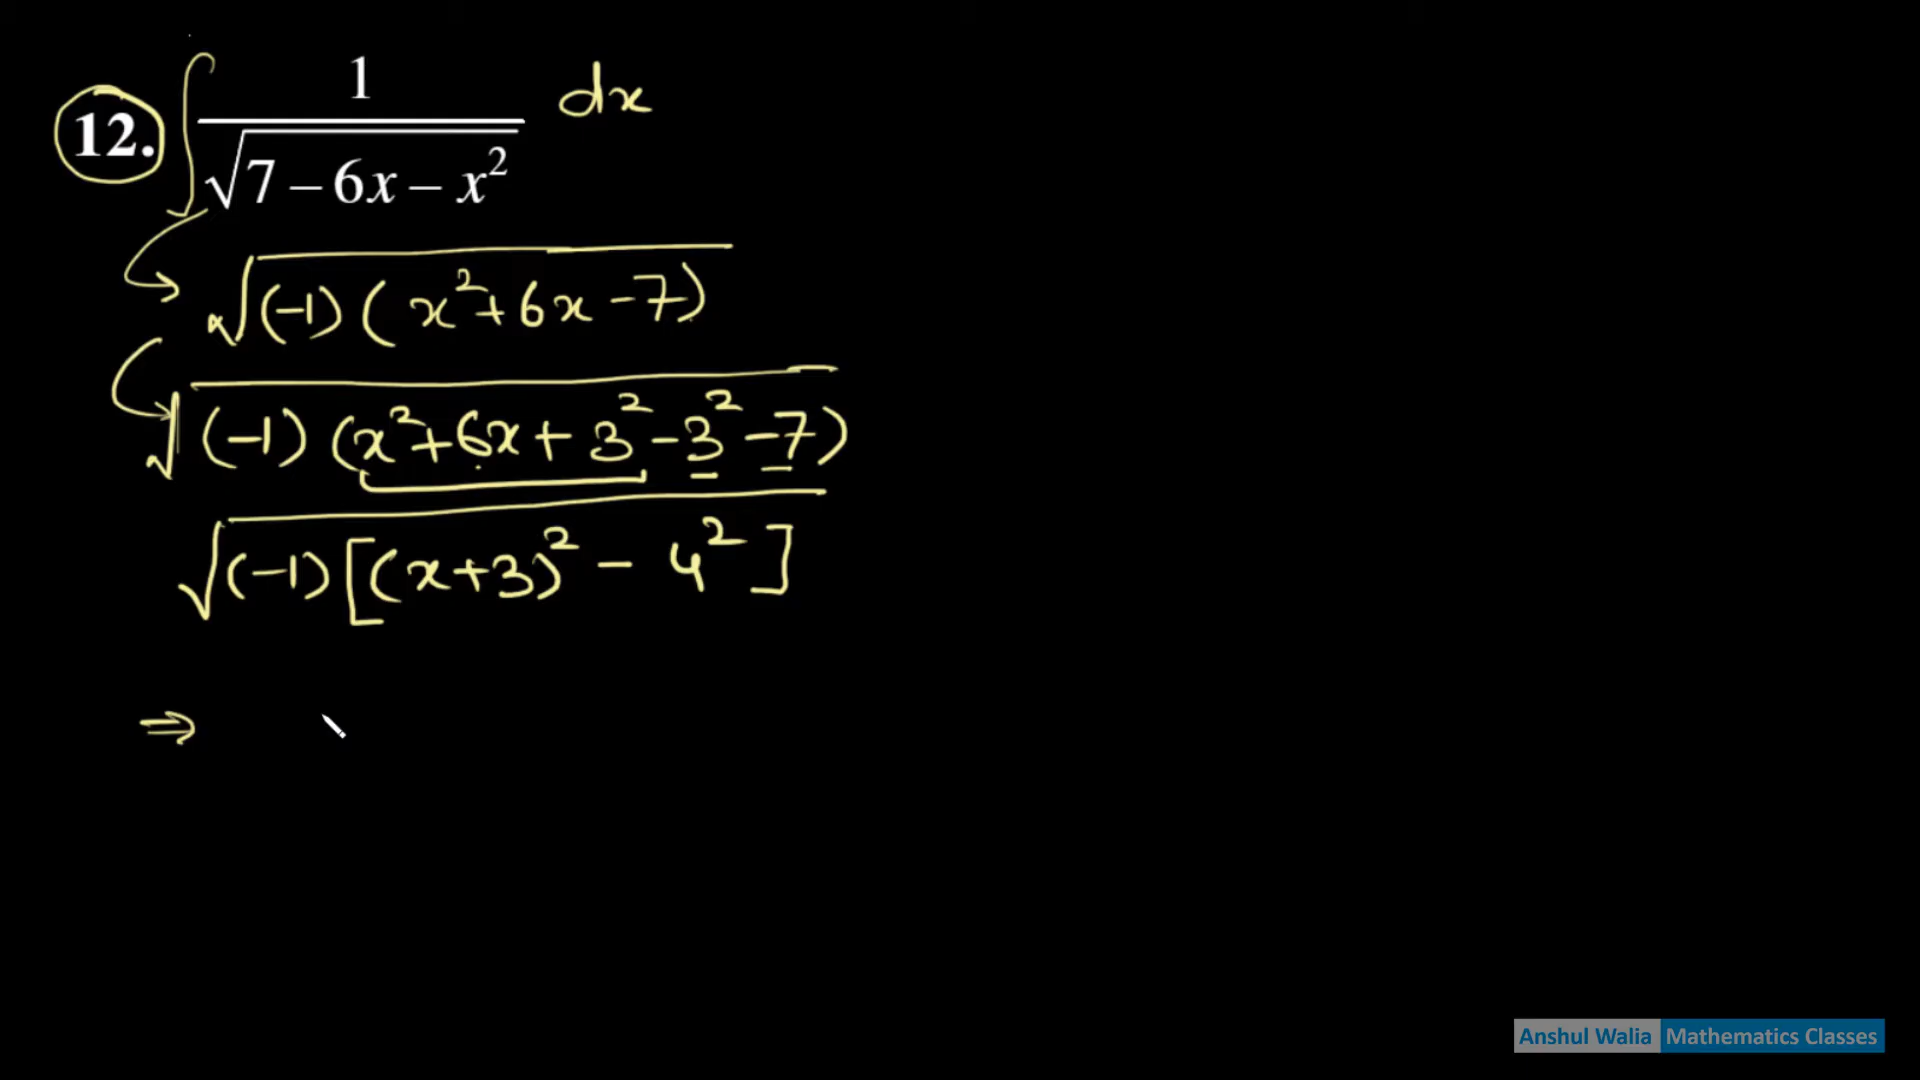 12. ∫ 1/√(7 – 6x – x²) dx
√(-1)(x²+6x-7)
√(-1)(x²+6x+3²-3²-7)
√(-1)[(x+3)²-4²]
⇒
Anshul Walia Mathematics Classes